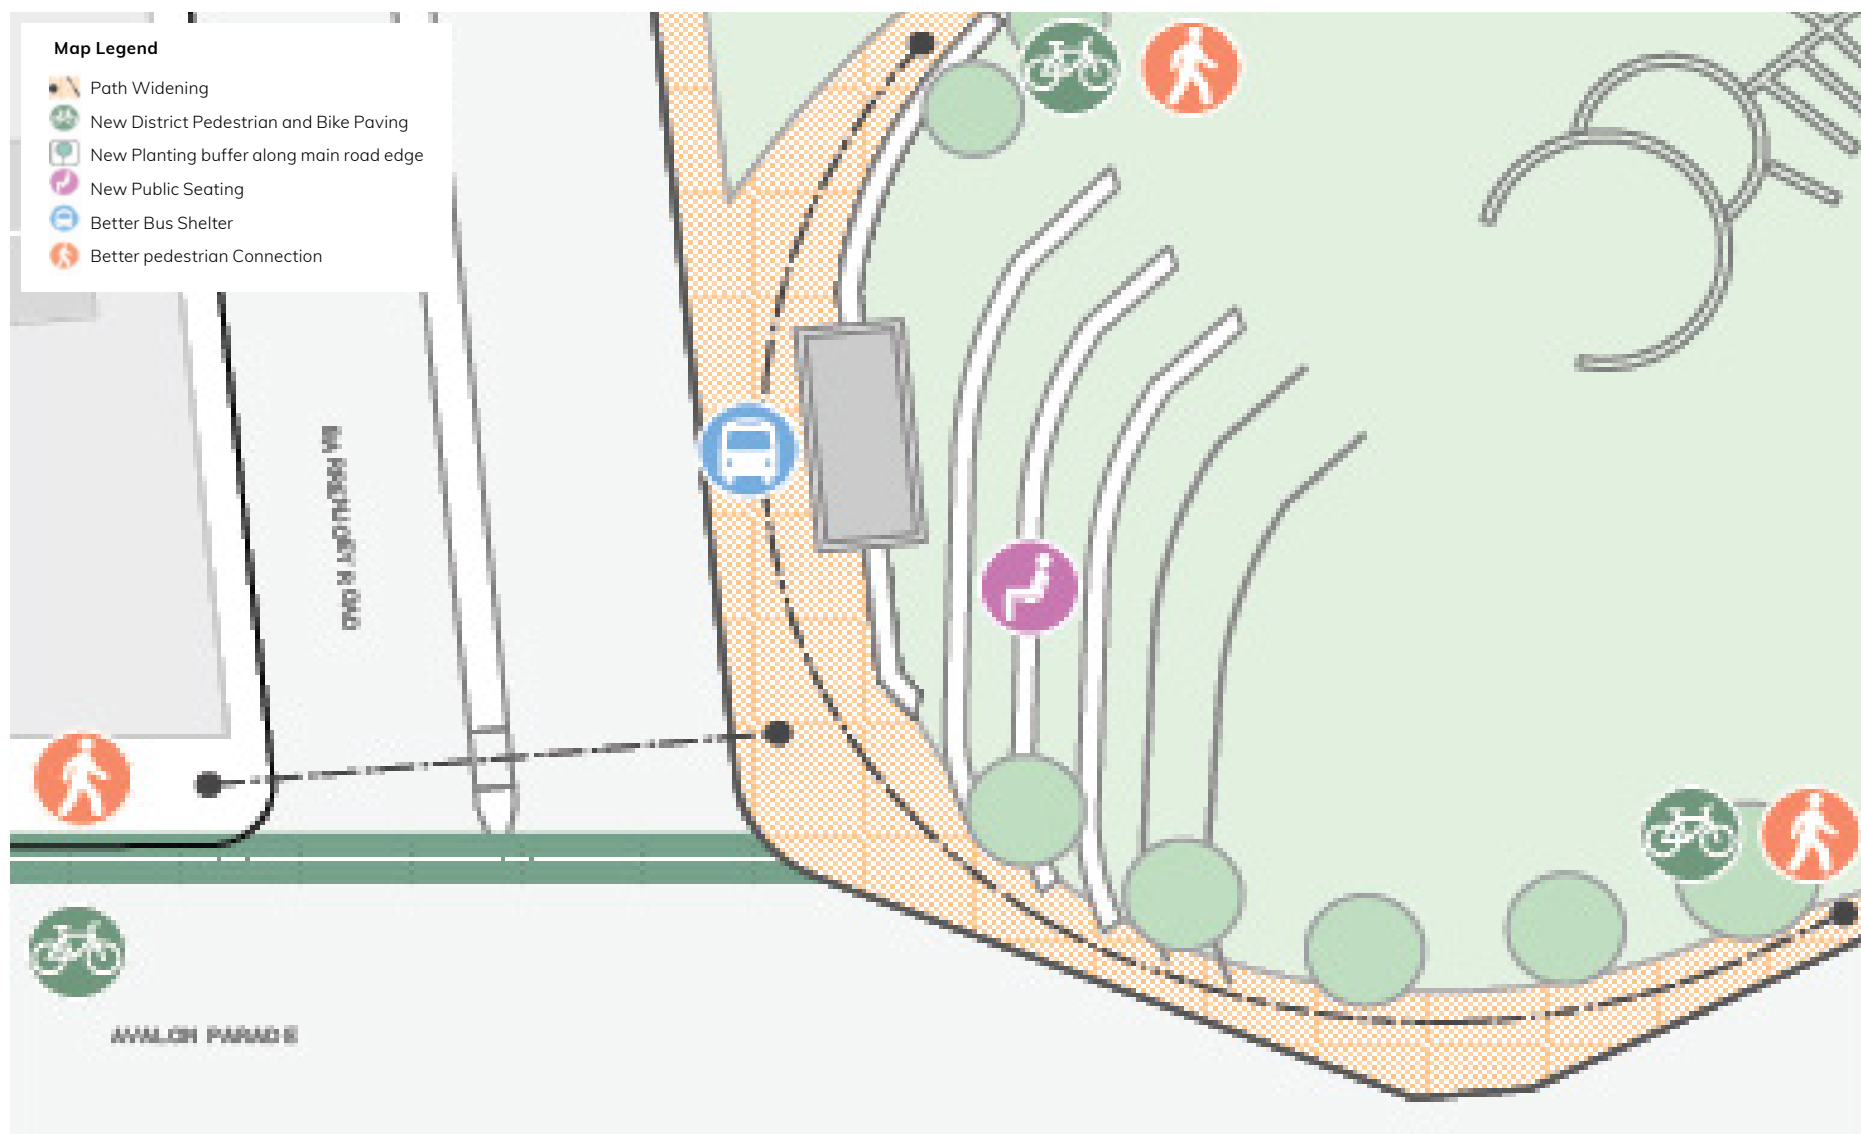 Map Legend
Path Widening
New District Pedestrian and Bike Paving
New Planting buffer along main road edge
New Public Seating
Better Bus Shelter
Better pedestrian Connection
ROAD
AVALON PARADE